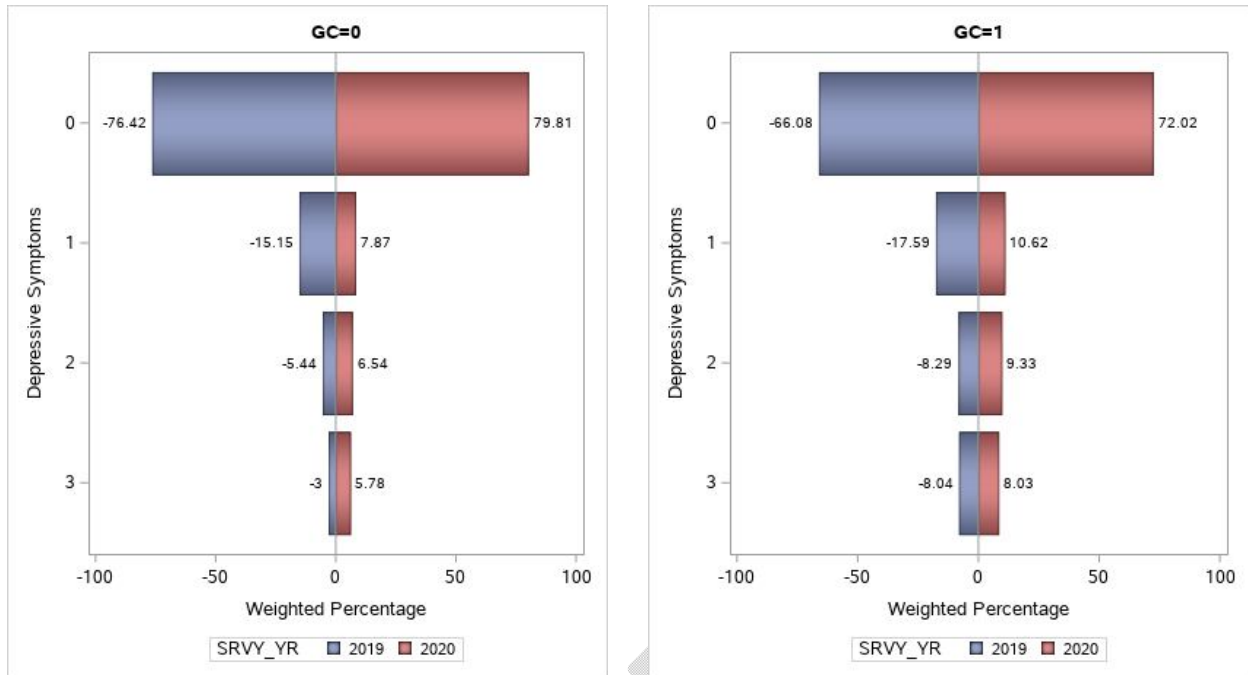 GC=0
Depressive Symptoms
0
-76.42
79.81
1
-15.15
7.87
2
-5.44
6.54
3
-3
5.78
-100 -50 0 50 100
Weighted Percentage
SRVY_YR 2019 2020
GC=1
Depressive Symptoms
0
-66.08
72.02
1
-17.59
10.62
2
-8.29
9.33
3
-8.04
8.03
-100 -50 0 50 100
Weighted Percentage
SRVY_YR 2019 2020